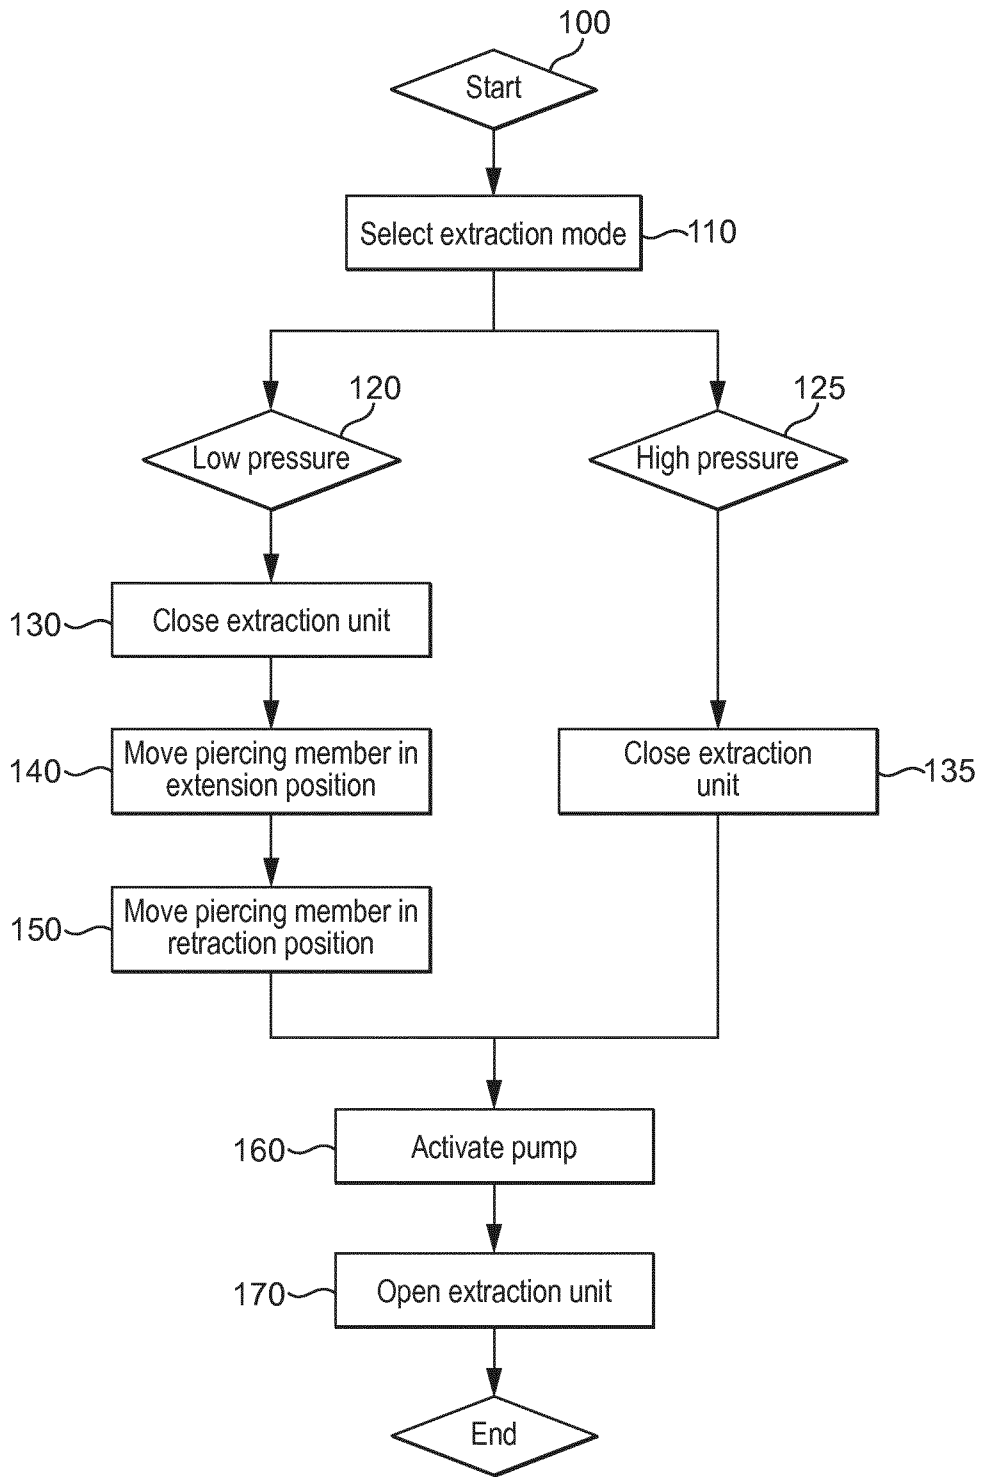 100
Start
Select extraction mode
110
120
125
Low pressure
High pressure
130
Close extraction unit
140
Move piercing member in
extension position
Close extraction
unit
135
150
Move piercing member in
retraction position
160
Activate pump
170
Open extraction unit
End